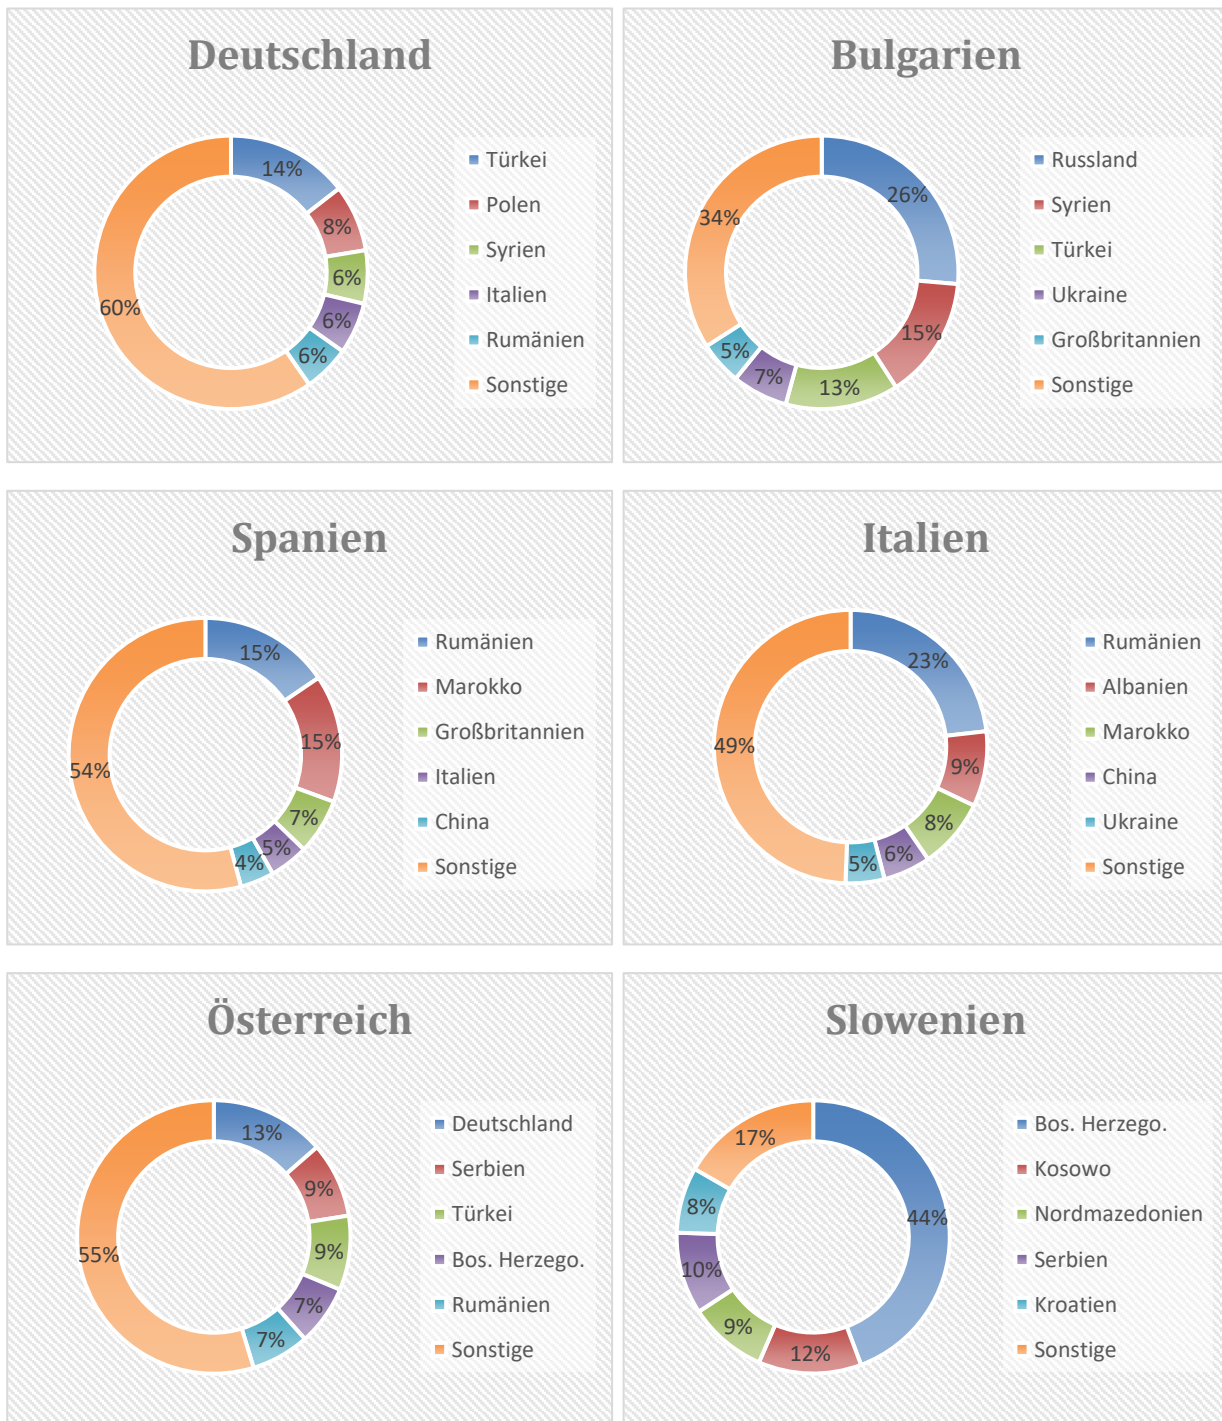 Deutschland
14%
8%
6%
6%
6%
60%
Türkei
Polen
Syrien
Italien
Rumänien
Sonstige
Bulgarien
26%
15%
13%
7%
5%
34%
Russland
Syrien
Türkei
Ukraine
Großbritannien
Sonstige
Spanien
15%
15%
7%
5%
4%
54%
Rumänien
Marokko
Großbritannien
Italien
China
Sonstige
Italien
23%
9%
8%
6%
5%
49%
Rumänien
Albanien
Marokko
China
Ukraine
Sonstige
Österreich
13%
9%
9%
7%
7%
55%
Deutschland
Serbien
Türkei
Bos. Herzego.
Rumänien
Sonstige
Slowenien
44%
12%
9%
10%
8%
17%
Bos. Herzego.
Kosowo
Nordmazedonien
Serbien
Kroatien
Sonstige